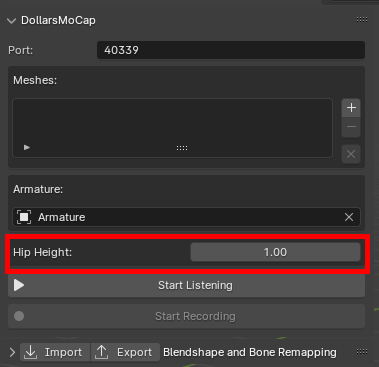 DollarsMoCap
Port: 40339
Meshes:
Armature:
Armature
Hip Height: 1.00
Start Listening
Start Recording
Import Export Blendshape and Bone Remapping